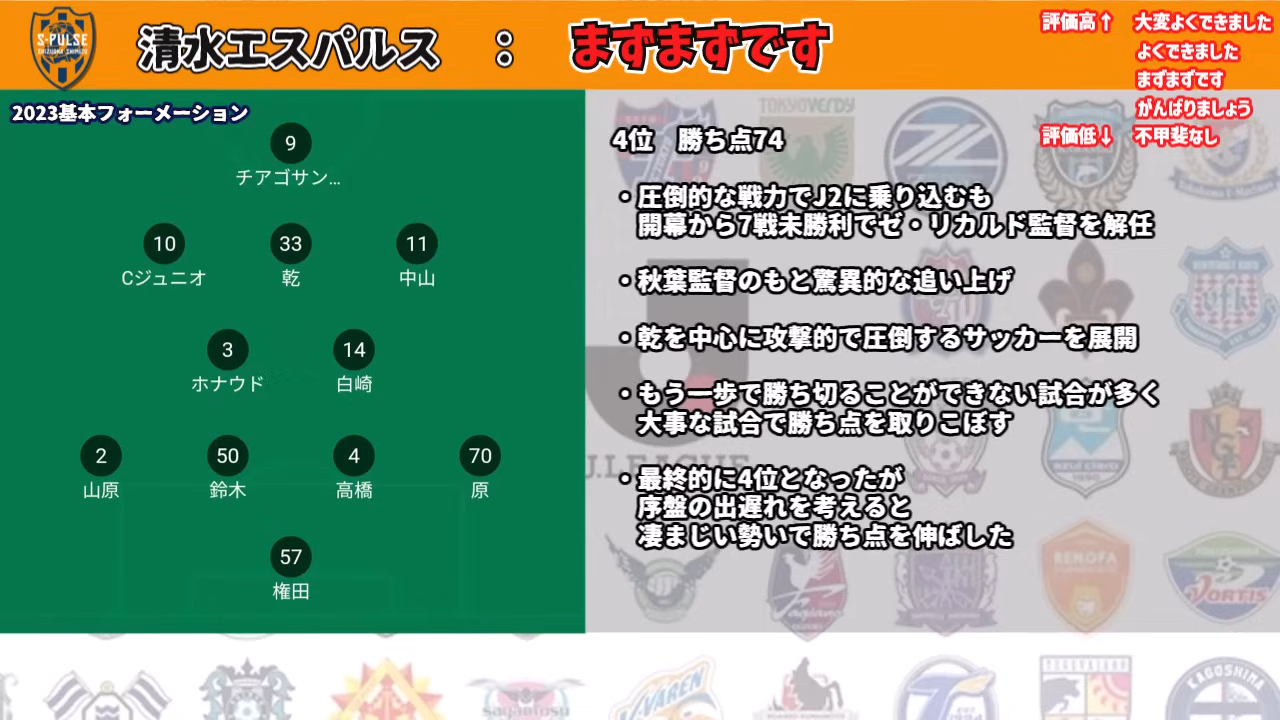 S-PULSE
清水エスパルス : まずまずです
評価高↑ 大変よくできました
よくできました
まずまずです
がんばりましょう
評価低↓ 不甲斐なし
2023基本フォーメーション
9
チアゴサン...
10 33 11
Cジュニオ 乾 中山
3 14
ホナウド 白崎
2 50 4 70
山原 鈴木 高橋 原
57
権田
4位 勝ち点74
・圧倒的な戦力でJ2に乗り込むも
開幕から7戦未勝利でゼ・リカルド監督を解任
・秋葉監督のもと驚異的な追い上げ
・乾を中心に攻撃的で圧倒するサッカーを展開
・もう一歩で勝ち切ることができない試合が多く
大事な試合で勝ち点を取りこぼす
・最終的に4位となったが
序盤の出遅れを考えると
凄まじい勢いで勝ち点を伸ばした
TOKYO VERDY
J.LEAGUE
RENOFA
VORTIS
V-VAREN
KAGOSHIMA